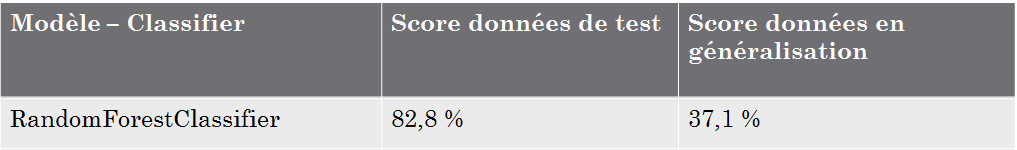 Modèle – Classifier
Score données de test
Score données en
généralisation
RandomForestClassifier
82,8 %
37,1 %